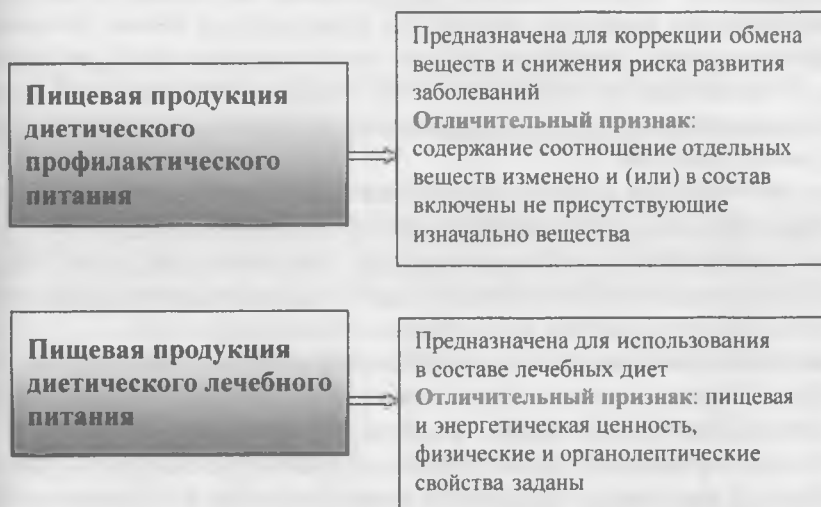 Пищевая продукция
диетического
профилактического
питания
Предназначена для коррекции обмена
веществ и снижения риска развития
заболеваний
Отличительный признак:
содержание соотношение отдельных
веществ изменено и (или) в состав
включены не присутствующие
изначально вещества
Пищевая продукция
диетического лечебного
питания
Предназначена для использования
в составе лечебных диет
Отличительный признак: пищевая
и энергетическая ценность,
физические и органолептические
свойства заданы